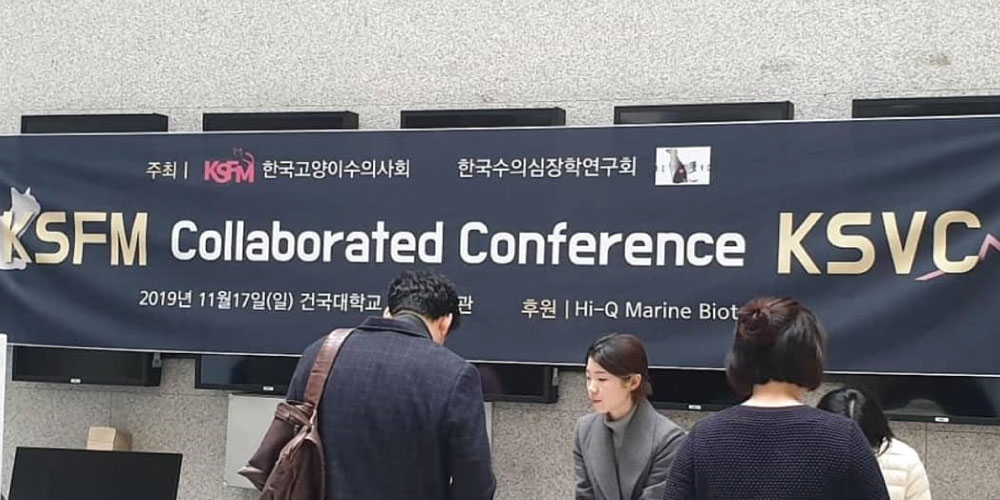 주최 | KSFM 한국고양이수의사회 한국수의심장학연구회
KSFM Collaborated Conference KSVC
2019년 11월17일(일) 건국대학교 관 후원 | Hi-Q Marine Biot